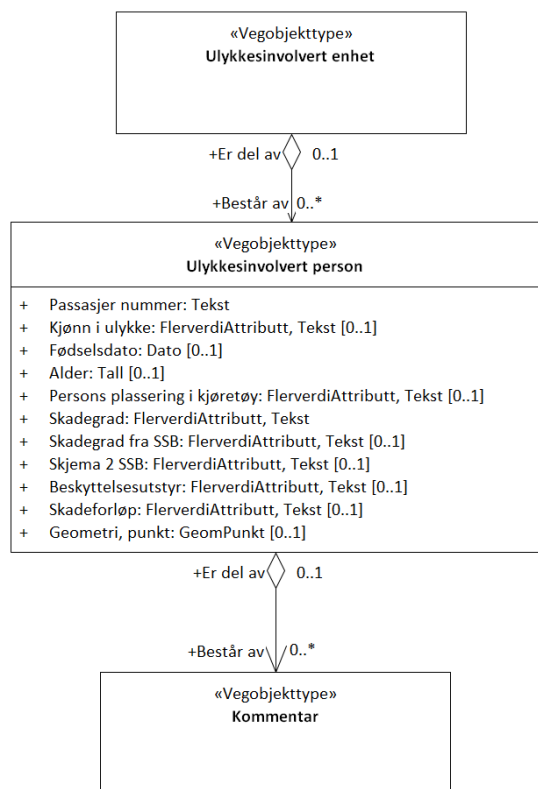 «Vegobjekttype»
Ulykkesinvolvert enhet
+Er del av 0..1
+Består av 0..*
«Vegobjekttype»
Ulykkesinvolvert person
+ Passasjer nummer: Tekst
+ Kjønn i ulykke: FlerverdiAttributt, Tekst [0..1]
+ Fødselsdato: Dato [0..1]
+ Alder: Tall [0..1]
+ Persons plassering i kjøretøy: FlerverdiAttributt, Tekst [0..1]
+ Skadegrad: FlerverdiAttributt, Tekst
+ Skadegrad fra SSB: FlerverdiAttributt, Tekst [0..1]
+ Skjema 2 SSB: FlerverdiAttributt, Tekst [0..1]
+ Beskyttelsesutstyr: FlerverdiAttributt, Tekst [0..1]
+ Skadeforløp: FlerverdiAttributt, Tekst [0..1]
+ Geometri, punkt: GeomPunkt [0..1]
+Er del av 0..1
+Består av 0..*
«Vegobjekttype»
Kommentar